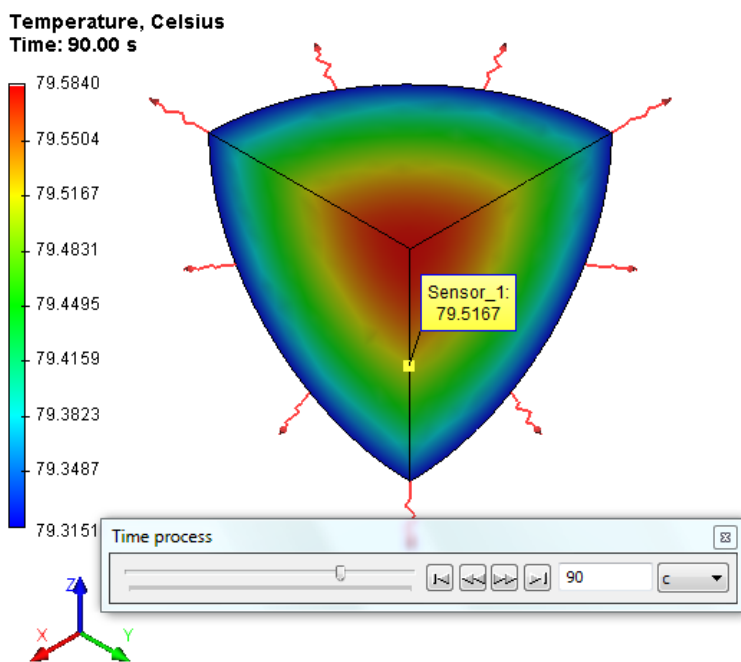 Temperature, Celsius
Time: 90.00 s
79.5840
79.5504
79.5167
79.4831
79.4495
79.4159
79.3823
79.3487
79.3151
Sensor_1:
79.5167
Time process
90
c
Z
X
Y